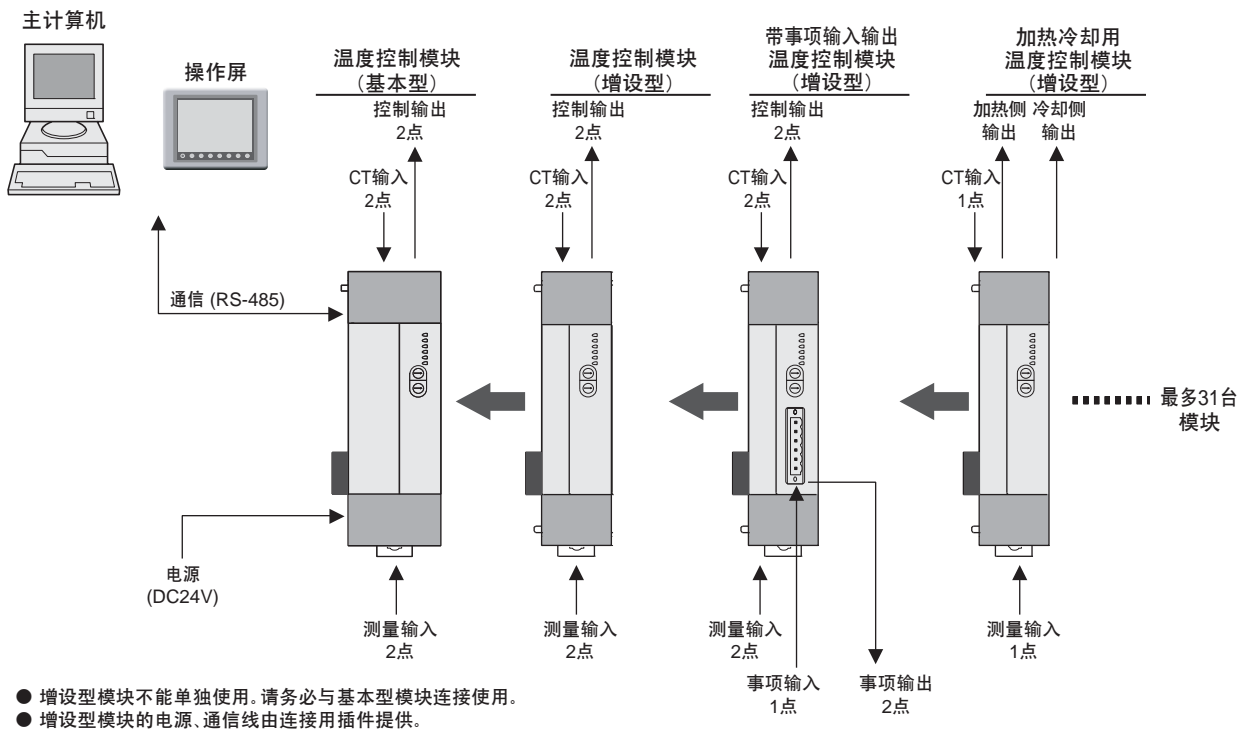 主计算机
操作屏
温度控制模块
(基本型)
控制输出
2点
CT输入
2点
温度控制模块
(增设型)
控制输出
2点
CT输入
2点
带事项输入输出
温度控制模块
(增设型)
控制输出
2点
CT输入
2点
加热冷却用
温度控制模块
(增设型)
加热侧 冷却侧
输出 输出
CT输入
1点
通信 (RS-485)
最多31台
模块
电源
(DC24V)
测量输入
2点
测量输入
2点
测量输入
2点
测量输入
1点
事项输入
1点
事项输出
2点
● 增设型模块不能单独使用。请务必与基本型模块连接使用。
● 增设型模块的电源、通信线由连接用插件提供。